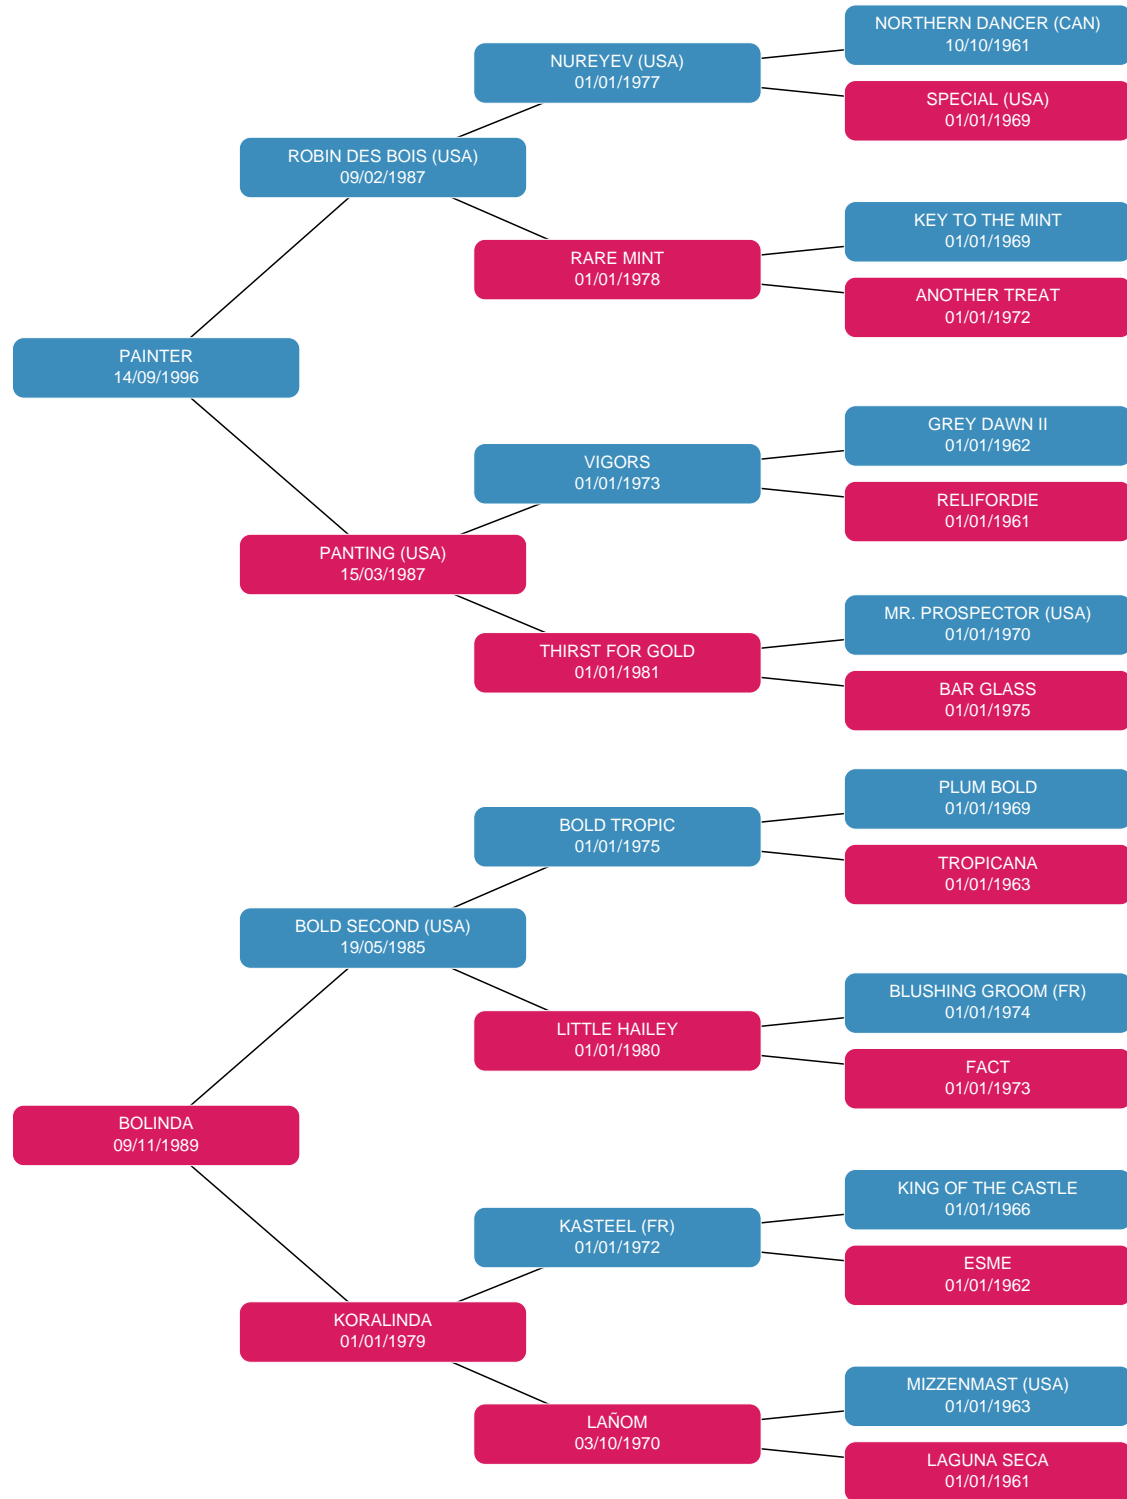 NORTHERN DANCER (CAN)
10/10/1961
NUREYEV (USA)
01/01/1977
SPECIAL (USA)
01/01/1969
ROBIN DES BOIS (USA)
09/02/1987
KEY TO THE MINT
01/01/1969
RARE MINT
01/01/1978
ANOTHER TREAT
01/01/1972
PAINTER
14/09/1996
GREY DAWN II
01/01/1962
VIGORS
01/01/1973
RELIFORDIE
01/01/1961
PANTING (USA)
15/03/1987
MR. PROSPECTOR (USA)
01/01/1970
THIRST FOR GOLD
01/01/1981
BAR GLASS
01/01/1975
PLUM BOLD
01/01/1969
BOLD TROPIC
01/01/1975
TROPICANA
01/01/1963
BOLD SECOND (USA)
19/05/1985
BLUSHING GROOM (FR)
01/01/1974
LITTLE HAILEY
01/01/1980
FACT
01/01/1973
BOLINDA
09/11/1989
KING OF THE CASTLE
01/01/1966
KASTEEL (FR)
01/01/1972
ESME
01/01/1962
KORALINDA
01/01/1979
MIZZENMAST (USA)
01/01/1963
LAÑOM
03/10/1970
LAGUNA SECA
01/01/1961